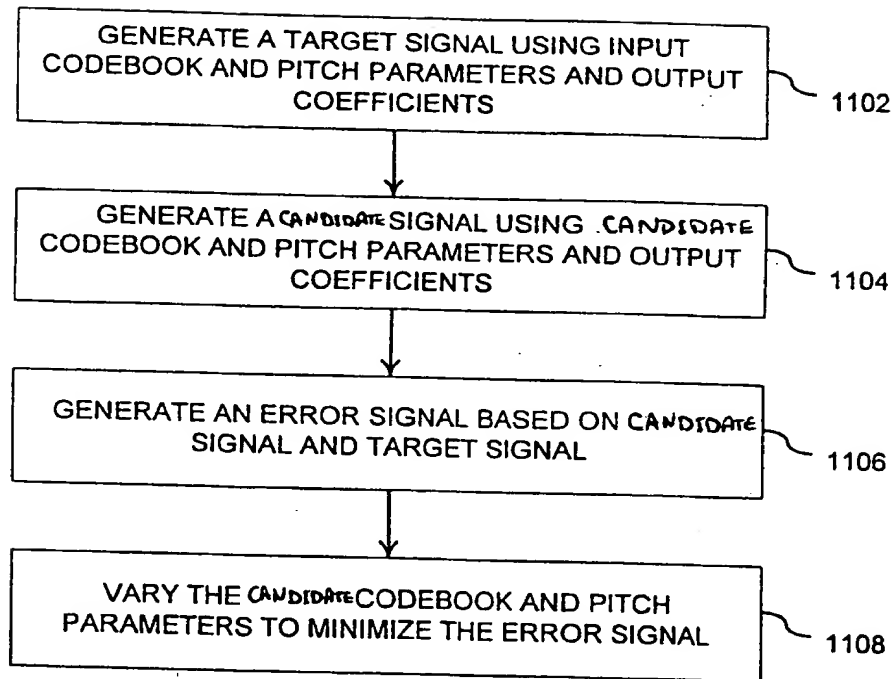 GENERATE A TARGET SIGNAL USING INPUT
CODEBOOK AND PITCH PARAMETERS AND OUTPUT
COEFFICIENTS
1102
GENERATE A CANDIDATE SIGNAL USING CANDIDATE
CODEBOOK AND PITCH PARAMETERS AND OUTPUT
COEFFICIENTS
1104
GENERATE AN ERROR SIGNAL BASED ON CANDIDATE
SIGNAL AND TARGET SIGNAL
1106
VARY THE CANDIDATE CODEBOOK AND PITCH
PARAMETERS TO MINIMIZE THE ERROR SIGNAL
1108